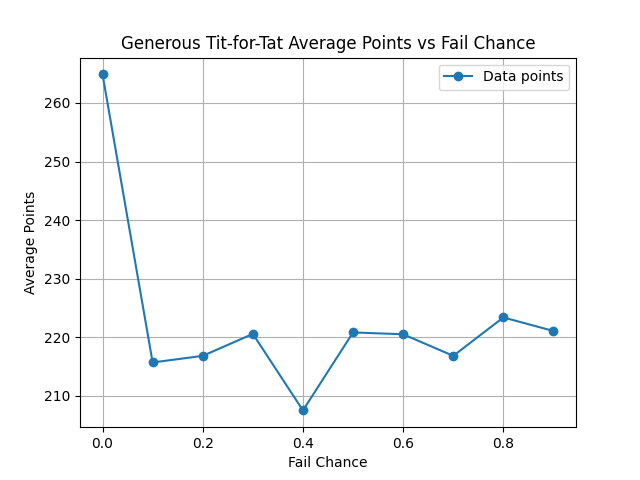 Generous Tit-for-Tat Average Points vs Fail Chance
Data points
260
250
240
230
220
210
Average Points
0.0 0.2 0.4 0.6 0.8
Fail Chance